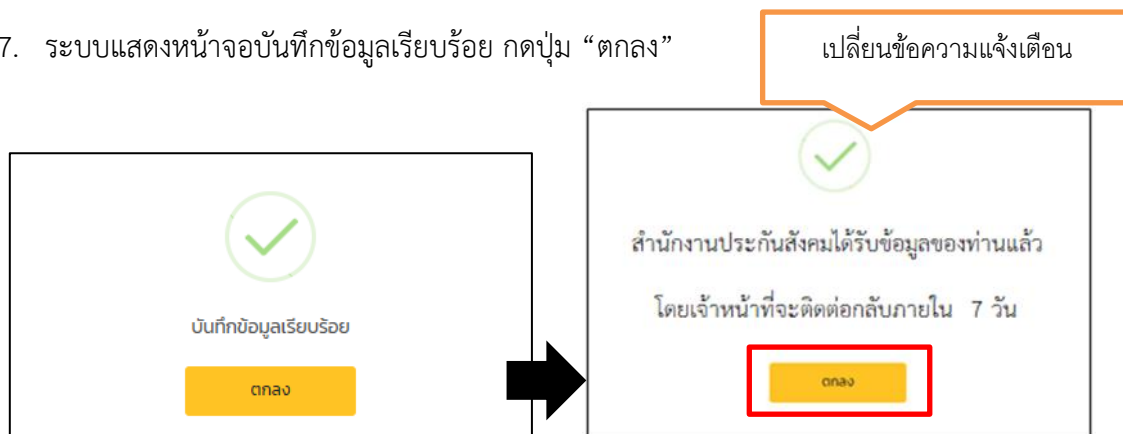 7. ระบบแสดงหน้าจอบันทึกข้อมูลเรียบร้อย กดปุ่ม “ตกลง”
เปลี่ยนข้อความแจ้งเตือน
บันทึกข้อมูลเรียบร้อย
ตกลง
สำนักงานประกันสังคมได้รับข้อมูลของท่านแล้ว
โดยเจ้าหน้าที่จะติดต่อกลับภายใน 7 วัน
ตกลง